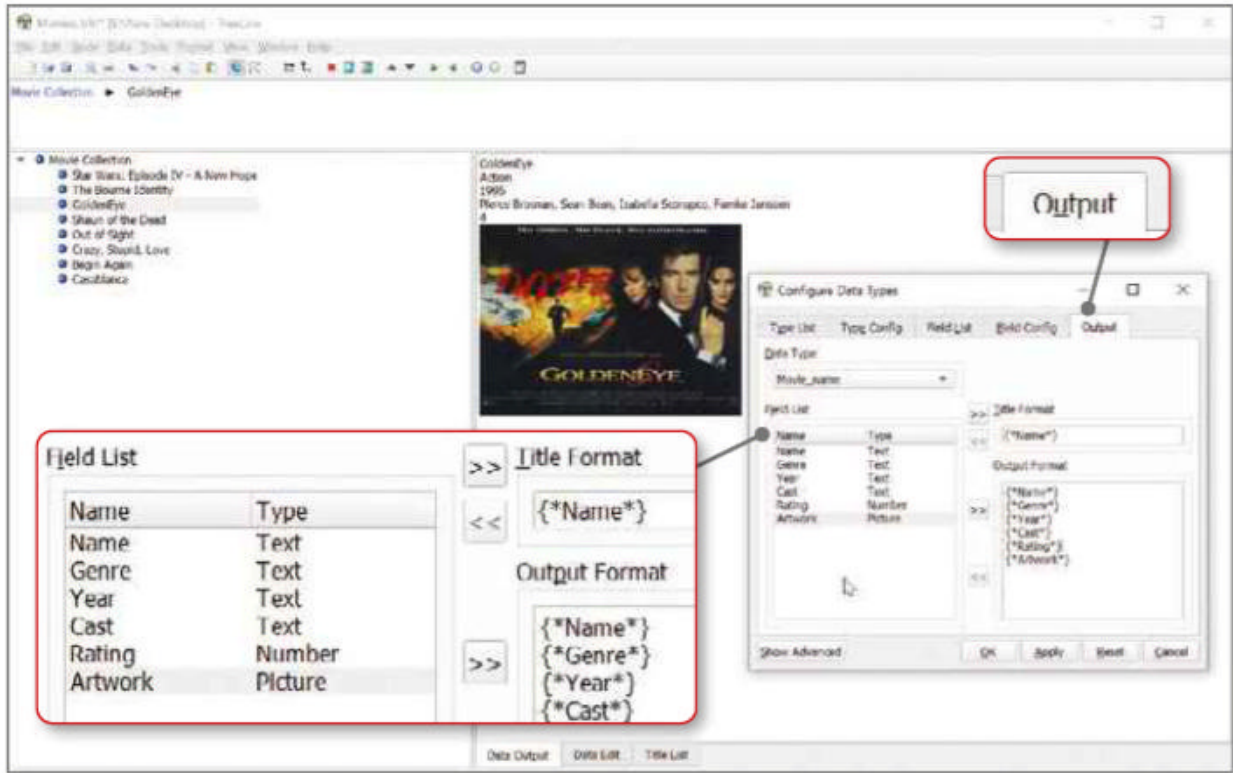 Movie Collection ▶ GoldenEye
Movie Collection
Star Wars: Episode IV - A New Hope
The Bourne Identity
GoldenEye
Shaun of the Dead
Out of Sight
Crazy, Stupid, Love
Begin Again
Casablanca
GoldenEye
Action
1995
Pierce Brosnan, Sean Bean, Izabella Scorupco, Famke Janssen
4
GOLDENEYE
Output
Configure Data Types
Type List Type Config Field List Field Config Output
Data Type
Movie_name
Field List
Name Type
Name Text
Genre Text
Year Text
Cast Text
Rating Number
Artwork Picture
>> Title Format
<< {*Name*}
Output Format
>>
{*Name*}
{*Genre*}
{*Year*}
{*Cast*}
{*Rating*}
{*Artwork*}
<<
Show Advanced OK Apply Reset Cancel
Field List
Name Type
Name Text
Genre Text
Year Text
Cast Text
Rating Number
Artwork Picture
>> Title Format
<< {*Name*}
Output Format
>>
{*Name*}
{*Genre*}
{*Year*}
{*Cast*}
Data Output Data Edit Title List